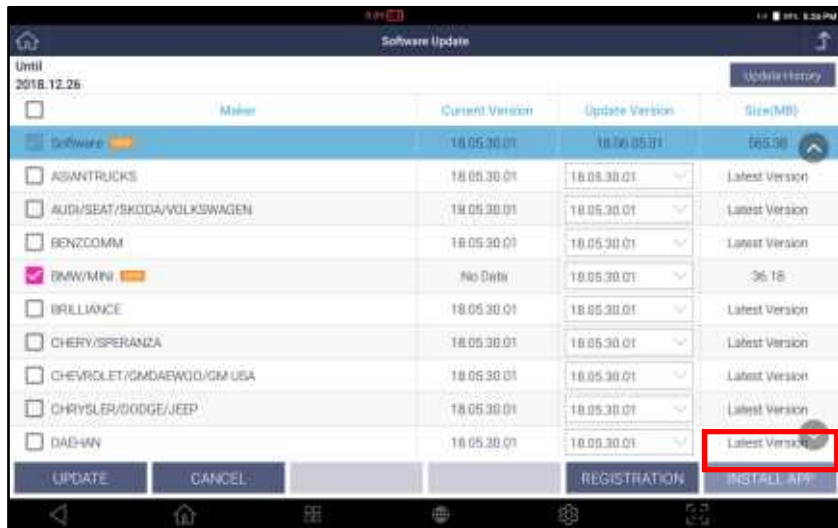 Software Update
Until
2018.12.26
Update History
Maker Current Version Update Version Size(MB)
Software 18.05.30.01
ASIANTRUCKS 18.05.30.01 18.05.30.01 Latest Version
AUDI/SEAT/SKODA/VOLKSWAGEN 18.05.30.01 18.05.30.01 Latest Version
BENZCOMM 18.05.30.01 18.05.30.01 Latest Version
BMW/MINI No Data 18.05.30.01 36.18
BRILLIANCE 18.05.30.01 18.05.30.01 Latest Version
CHERY/SPERANZA 18.05.30.01 18.05.30.01 Latest Version
CHEVROLET/GMDAEWOO/GM USA 18.05.30.01 18.05.30.01 Latest Version
CHRYSLER/DODGE/JEEP 18.05.30.01 18.05.30.01 Latest Version
DAEHAN 18.05.30.01 18.05.30.01 Latest Version
UPDATE CANCEL REGISTRATION INSTALL APP